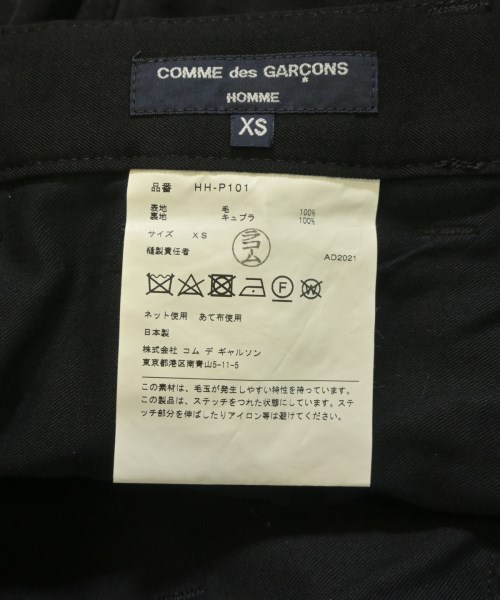 COMME des GARÇONS
HOMME
XS
品番 HH-P101
表地 毛 100%
裏地 キュプラ 100%
サイズ XS
縫製責任者
ラコム
AD2021
F
W
ネット使用 あて布使用
日本製
株式会社 コム デ ギャルソン
東京都港区南青山5-11-5
この素材は、毛玉が発生しやすい特性を持っています。
この製品は、ステッチをつれた状態にしています。ステ
ッチ部分を伸ばしたりアイロン等は避けてください。